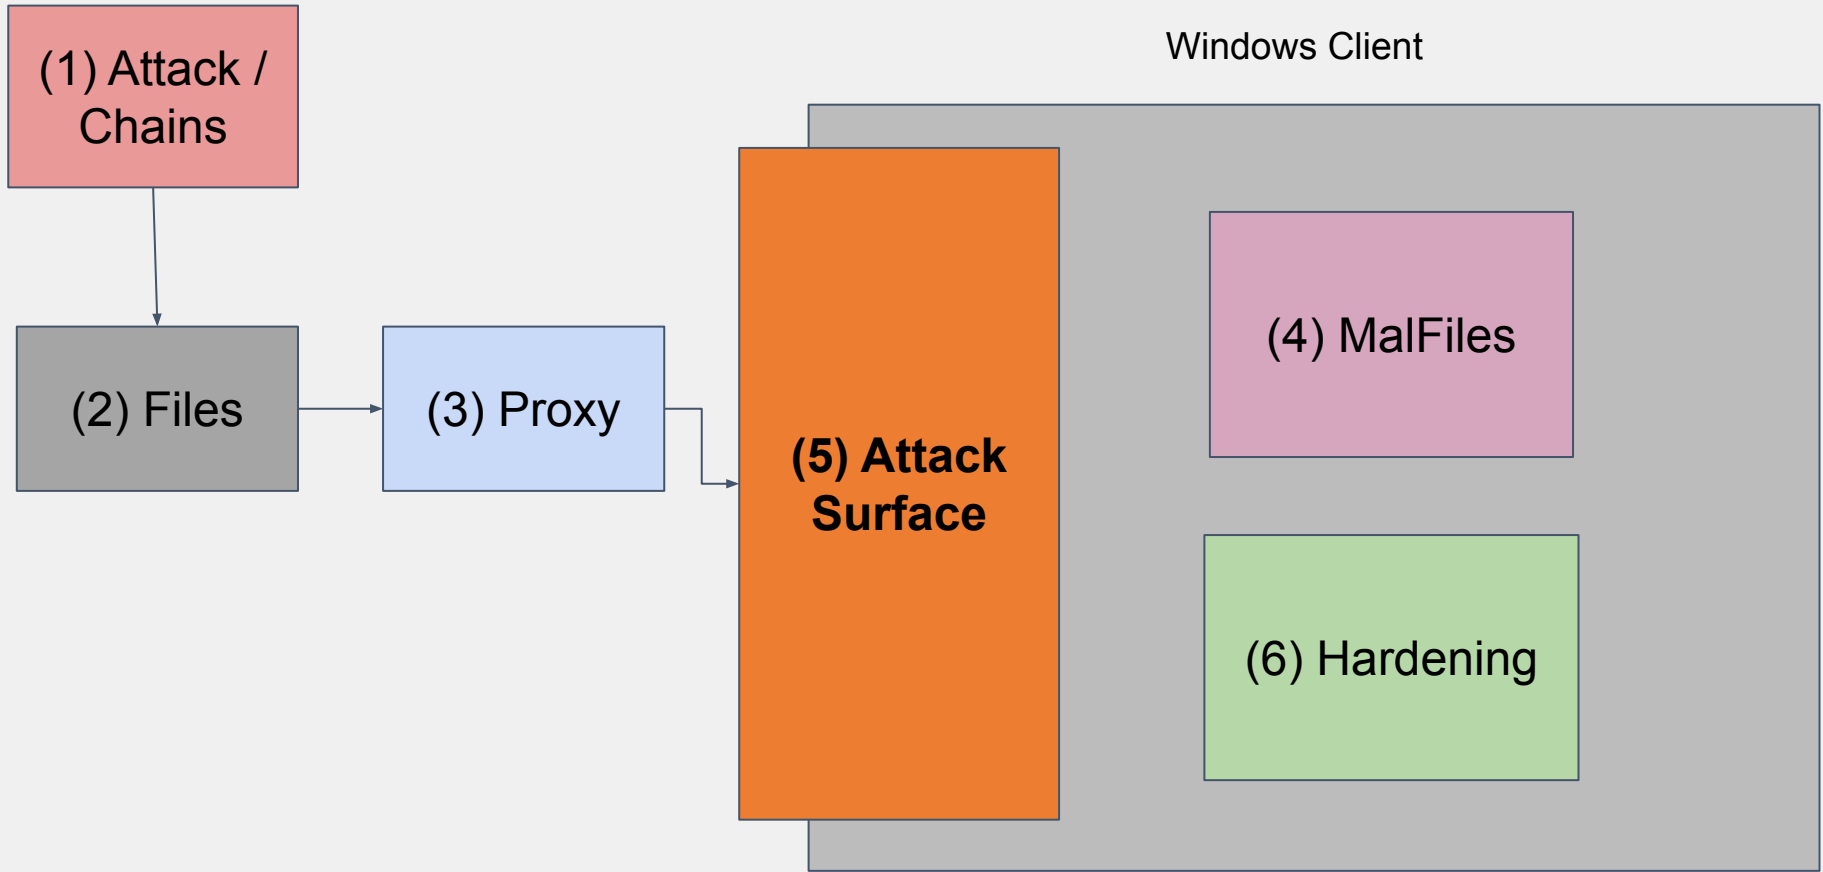 (1) Attack /
Chains
Windows Client
(2) Files
(3) Proxy
(5) Attack
Surface
(4) MalFiles
(6) Hardening